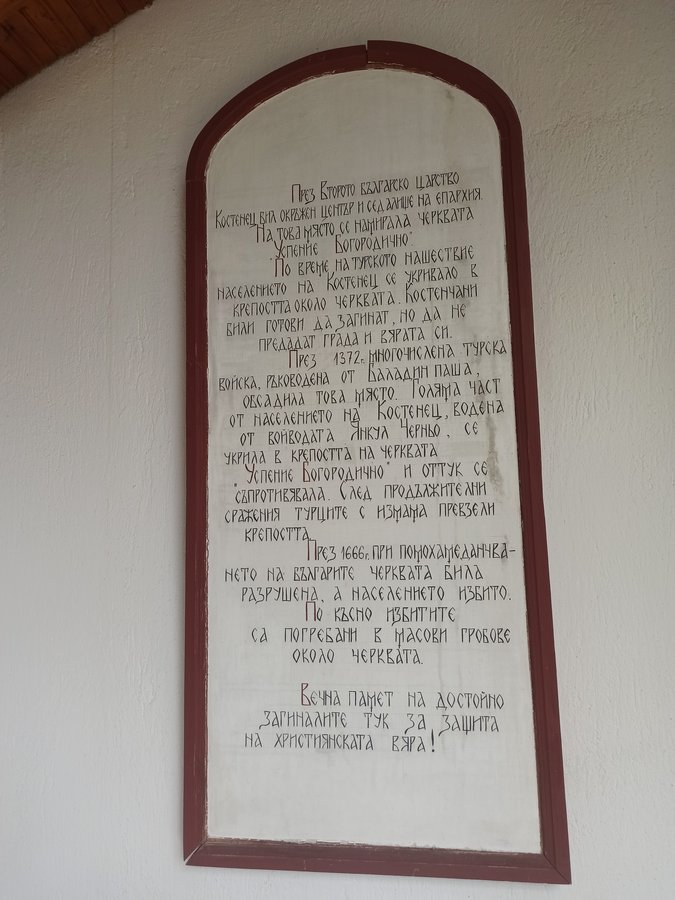 През Второто българско царство
Костенец бил окръжен център и седалище на епархия.
На това място се намирала черквата
"Успение Богородично".
По време на турското нашествие
населението на Костенец се укривало в
крепостта около черквата. Костенчани
били готови да загинат, но да не
предадат града и вярата си.
През 1372 г. многочислена турска
войска, ръководена от Баладин паша,
обсадила това място. Голяма част
от населението на Костенец, водена
от войводата Янкул Черньо, се
укрила в крепостта на черквата
"Успение Богородично" и оттук се
съпротивявала. След продължителни
сражения турците с измама превзели
крепостта.
През 1666 г. при помохамеданчва-
нето на българите черквата била
разрушена, а населението избито.
По късно избитите
са погребани в масови гробове
около черквата.
Вечна памет на достойно
загиналите тук за защита
на християнската вяра!